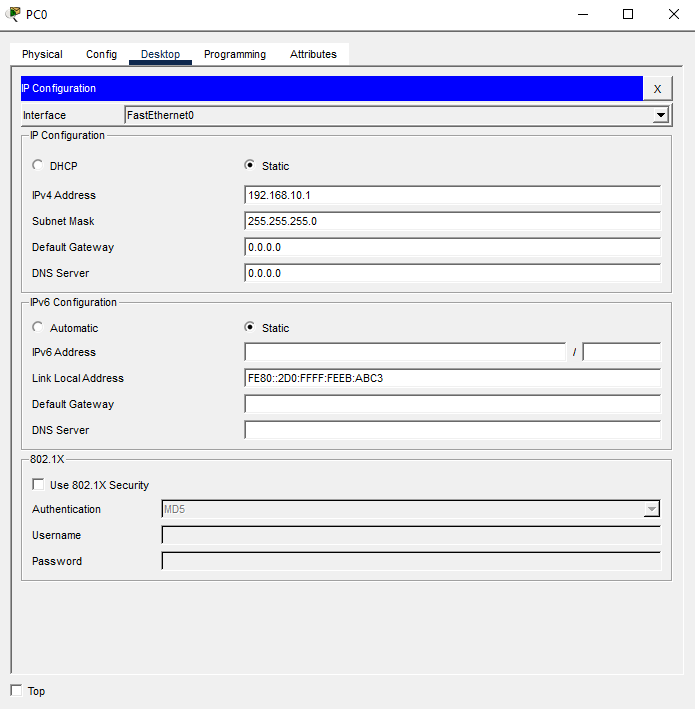 PC0
Physical Config Desktop Programming Attributes
IP Configuration X
Interface FastEthernet0
IP Configuration
DHCP Static
IPv4 Address 192.168.10.1
Subnet Mask 255.255.255.0
Default Gateway 0.0.0.0
DNS Server 0.0.0.0
IPv6 Configuration
Automatic Static
IPv6 Address /
Link Local Address FE80::2D0:FFFF:FEEB:ABC3
Default Gateway
DNS Server
802.1X
Use 802.1X Security
Authentication MD5
Username
Password
Top